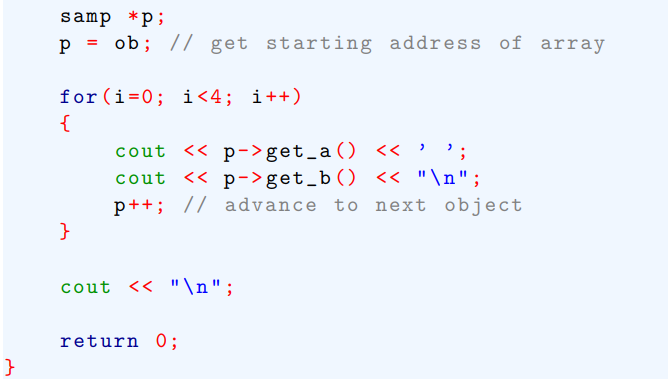 samp *p;
p = ob; // get starting address of array
for(i=0; i<4; i++)
{
cout << p->get_a() << ’ ’;
cout << p->get_b() << "\n";
p++; // advance to next object
}
cout << "\n";
return 0;
}